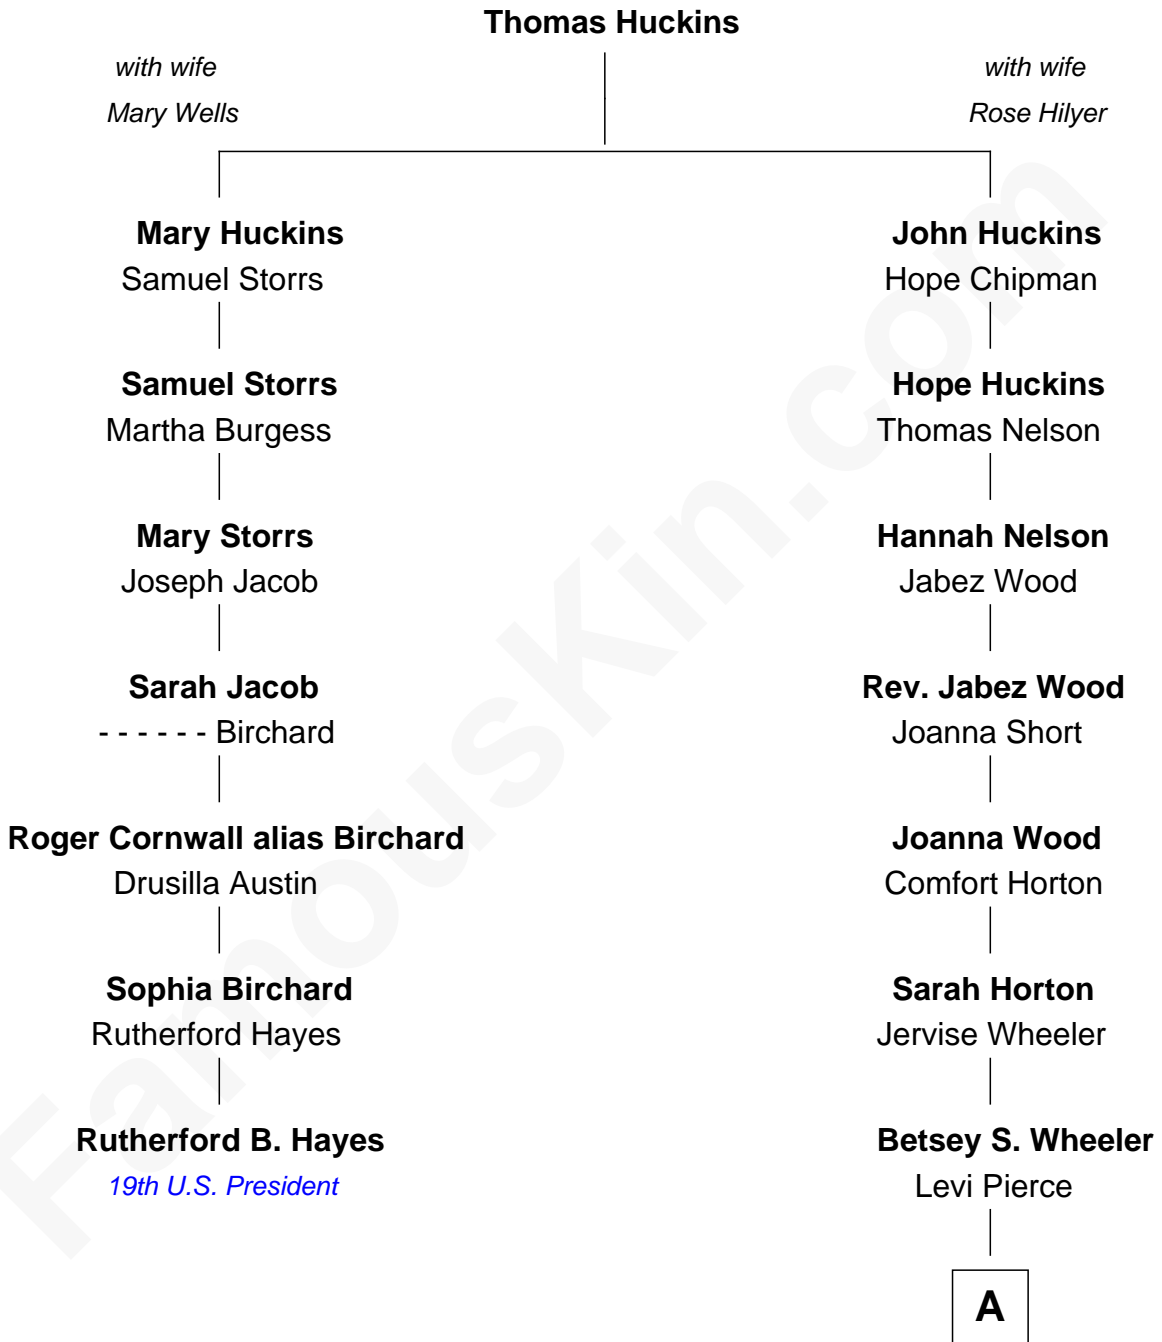 Thomas Huckins
with wife
Mary Wells
with wife
Rose Hilyer
Mary Huckins
Samuel Storrs
John Huckins
Hope Chipman
Samuel Storrs
Martha Burgess
Hope Huckins
Thomas Nelson
Mary Storrs
Joseph Jacob
Hannah Nelson
Jabez Wood
Sarah Jacob
- - - - - - Birchard
Rev. Jabez Wood
Joanna Short
Roger Cornwall alias Birchard
Drusilla Austin
Joanna Wood
Comfort Horton
Sophia Birchard
Rutherford Hayes
Sarah Horton
Jervise Wheeler
Rutherford B. Hayes
19th U.S. President
Betsey S. Wheeler
Levi Pierce
A
FamousKin.com